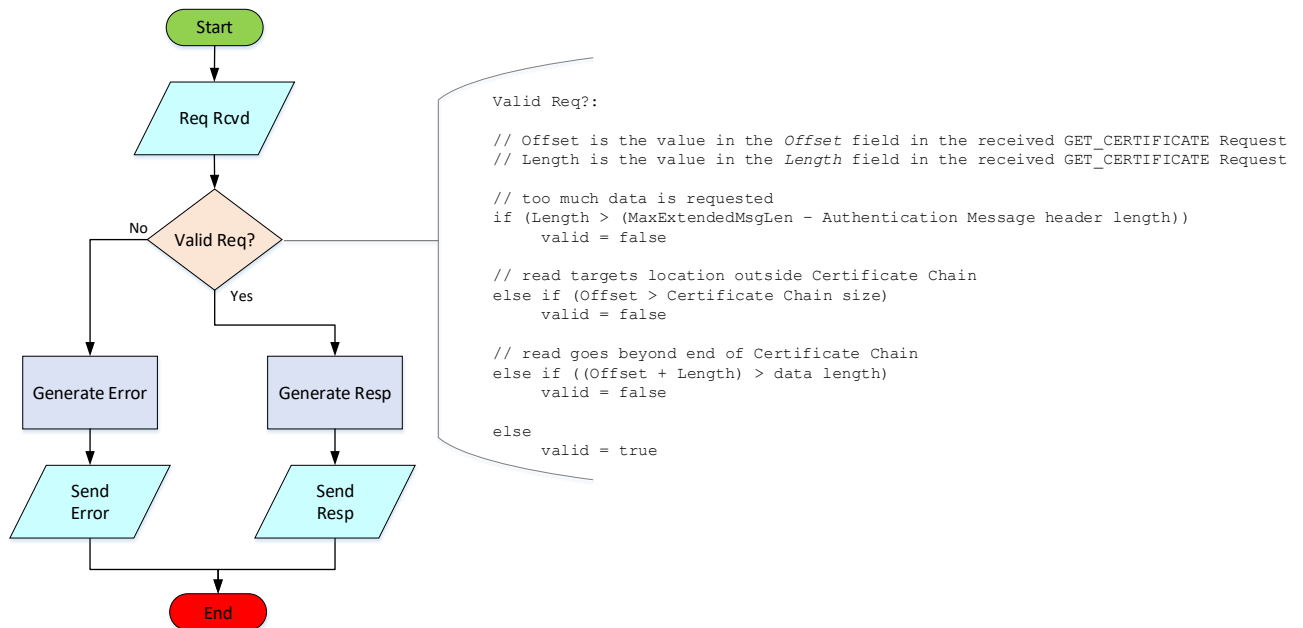 Start
Req Rcvd
Valid Req?
No
Yes
Generate Error
Generate Resp
Send
Error
Send
Resp
End
Valid Req?:
// Offset is the value in the Offset field in the received GET_CERTIFICATE Request
// Length is the value in the Length field in the received GET_CERTIFICATE Request
// too much data is requested
if (Length > (MaxExtendedMsgLen – Authentication Message header length))
valid = false
// read targets location outside Certificate Chain
else if (Offset > Certificate Chain size)
valid = false
// read goes beyond end of Certificate Chain
else if ((Offset + Length) > data length)
valid = false
else
valid = true